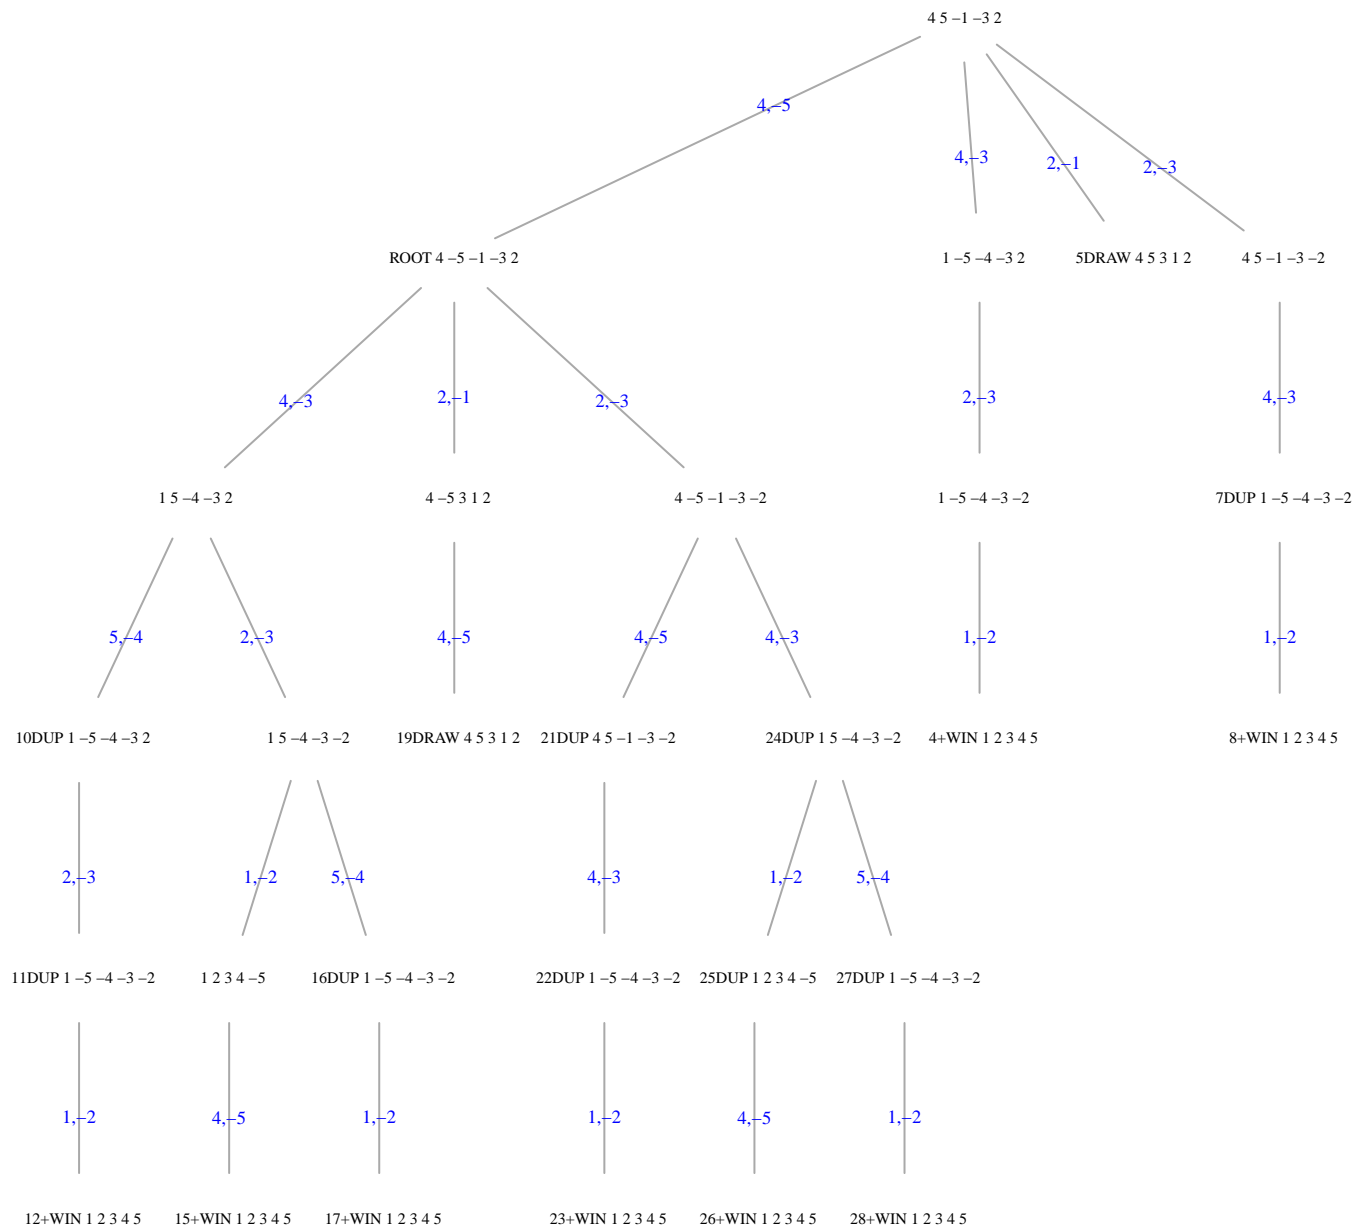 4 5 –1 –3 2
4,–5
4,–3
2,–1
2,–3
ROOT 4 –5 –1 –3 2
1 –5 –4 –3 2
5DRAW 4 5 3 1 2
4 5 –1 –3 –2
4,–3
2,–1
2,–3
2,–3
4,–3
1 5 –4 –3 2
4 –5 3 1 2
4 –5 –1 –3 –2
1 –5 –4 –3 –2
7DUP 1 –5 –4 –3 –2
5,–4
2,–3
4,–5
4,–5
4,–3
1,–2
1,–2
10DUP 1 –5 –4 –3 2
1 5 –4 –3 –2
19DRAW 4 5 3 1 2
21DUP 4 5 –1 –3 –2
24DUP 1 5 –4 –3 –2
4+WIN 1 2 3 4 5
8+WIN 1 2 3 4 5
2,–3
1,–2
5,–4
4,–3
1,–2
5,–4
11DUP 1 –5 –4 –3 –2
1 2 3 4 –5
16DUP 1 –5 –4 –3 –2
22DUP 1 –5 –4 –3 –2
25DUP 1 2 3 4 –5
27DUP 1 –5 –4 –3 –2
1,–2
4,–5
1,–2
1,–2
4,–5
1,–2
12+WIN 1 2 3 4 5
15+WIN 1 2 3 4 5
17+WIN 1 2 3 4 5
23+WIN 1 2 3 4 5
26+WIN 1 2 3 4 5
28+WIN 1 2 3 4 5